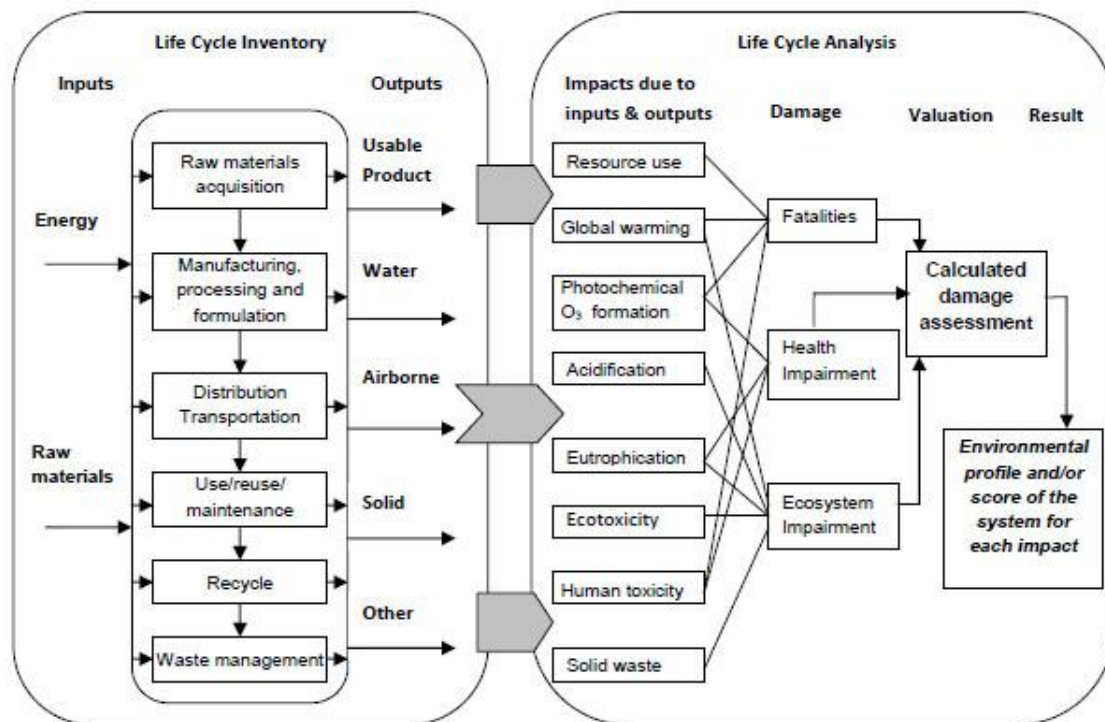 Life Cycle Inventory
Inputs
Outputs
Energy
Raw
materials
Raw materials
acquisition
Manufacturing,
processing and
formulation
Distribution
Transportation
Use/reuse/
maintenance
Recycle
Waste management
Usable
Product
Water
Airborne
Solid
Other
Life Cycle Analysis
Impacts due to
inputs & outputs
Damage
Valuation
Result
Resource use
Global warming
Photochemical
O₃ formation
Acidification
Eutrophication
Ecotoxicity
Human toxicity
Solid waste
Fatalities
Health
Impairment
Ecosystem
Impairment
Calculated
damage
assessment
Environmental
profile and/or
score of the
system for
each impact